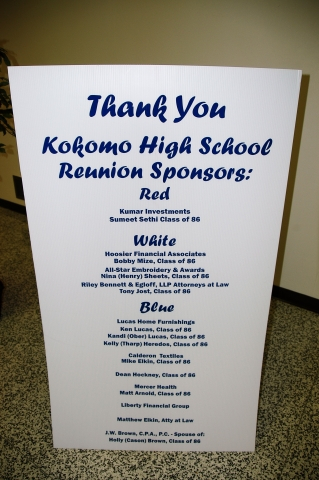 Thank You
Kokomo High School
Reunion Sponsors:
Red
Kumar Investments
Sumeet Sethi Class of 86
White
Hoosier Financial Associates
Bobby Mize, Class of 86
All-Star Embroidery & Awards
Nina (Henry) Sheets, Class of 86
Riley Bennett & Egloff, LLP Attorneys at Law
Tony Jost, Class of 86
Blue
Lucas Home Furnishings
Ken Lucas, Class of 86
Kandi (Ober) Lucas, Class of 86
Kelly (Tharp) Heredos, Class of 86
Calderon Textiles
Mike Elkin, Class of 86
Dean Hockney, Class of 86
Mercer Health
Matt Arnold, Class of 86
Liberty Financial Group
Matthew Elkin, Atty at Law
J.W. Brown, C.P.A., P.C. - Spouse of:
Holly (Cason) Brown, Class of 86